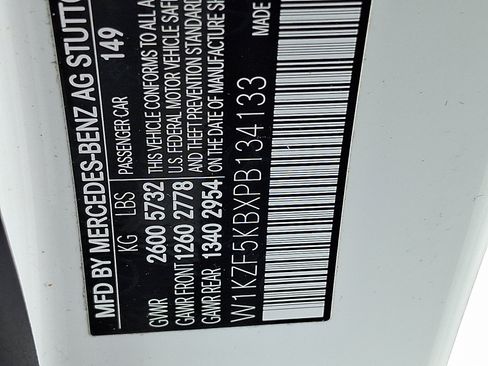 MFD BY MERCEDES-BENZ AG STUTTG
149
KG LBS PASSENGER CAR
GVWR 2600 5732 THIS VEHICLE CONFORMS TO ALL A
GAWR FRONT 1260 2778 U.S. FEDERAL MOTOR VEHICLE SAFE
AND THEFT PREVENTION STANDARD
GAWR REAR 1340 2954 ON THE DATE OF MANUFACTURE SH
W1KZF5KBXPB134133 MADE